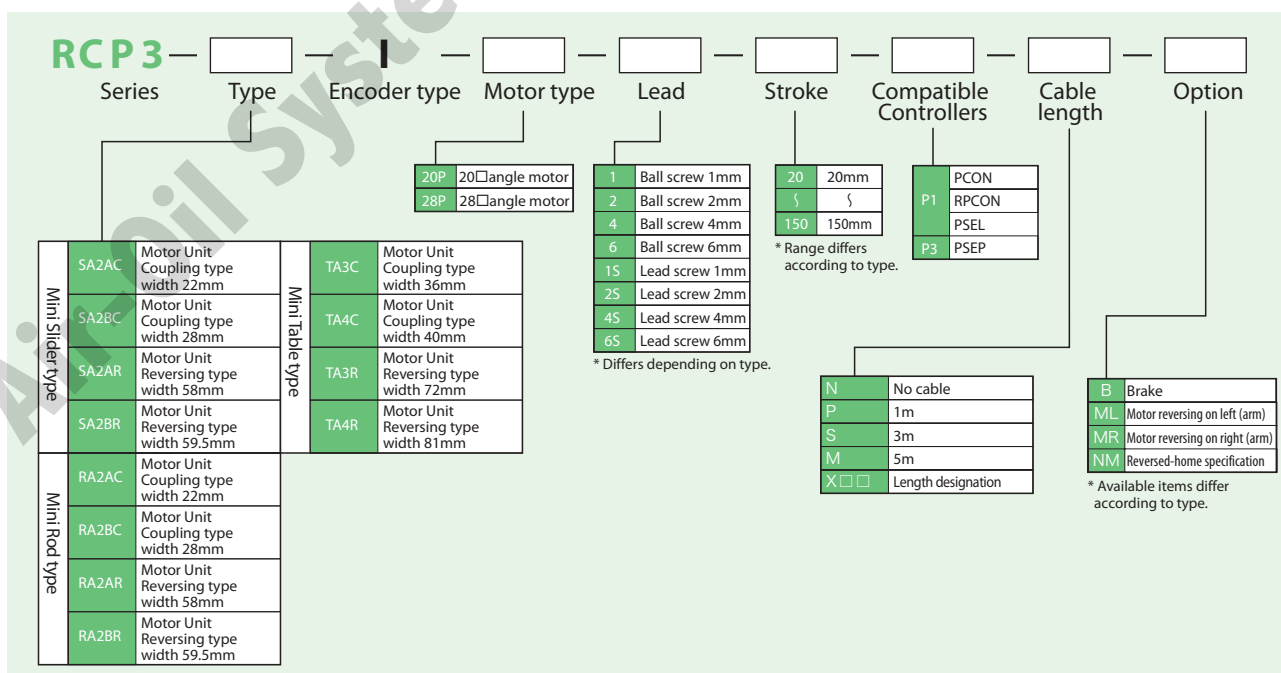 RCP3 — — I — — — — — —
Series Type Encoder type Motor type Lead Stroke Compatible Controllers Cable length Option
20P 20□angle motor
28P 28□angle motor
1 Ball screw 1mm
2 Ball screw 2mm
4 Ball screw 4mm
6 Ball screw 6mm
1S Lead screw 1mm
2S Lead screw 2mm
4S Lead screw 4mm
6S Lead screw 6mm
* Differs depending on type.
20 20mm
∫ ∫
150 150mm
* Range differs
according to type.
P1 PCON
RPCON
PSEL
P3 PSEP
N No cable
P 1m
S 3m
M 5m
X□□ Length designation
B Brake
ML Motor reversing on left (arm)
MR Motor reversing on right (arm)
NM Reversed-home specification
* Available items differ
according to type.
Mini Slider type
SA2AC Motor Unit
Coupling type
width 22mm
SA2BC Motor Unit
Coupling type
width 28mm
SA2AR Motor Unit
Reversing type
width 58mm
SA2BR Motor Unit
Reversing type
width 59.5mm
Mini Rod type
RA2AC Motor Unit
Coupling type
width 22mm
RA2BC Motor Unit
Coupling type
width 28mm
RA2AR Motor Unit
Reversing type
width 58mm
RA2BR Motor Unit
Reversing type
width 59.5mm
Mini Table type
TA3C Motor Unit
Coupling type
width 36mm
TA4C Motor Unit
Coupling type
width 40mm
TA3R Motor Unit
Reversing type
width 72mm
TA4R Motor Unit
Reversing type
width 81mm
Air-Oil Syste